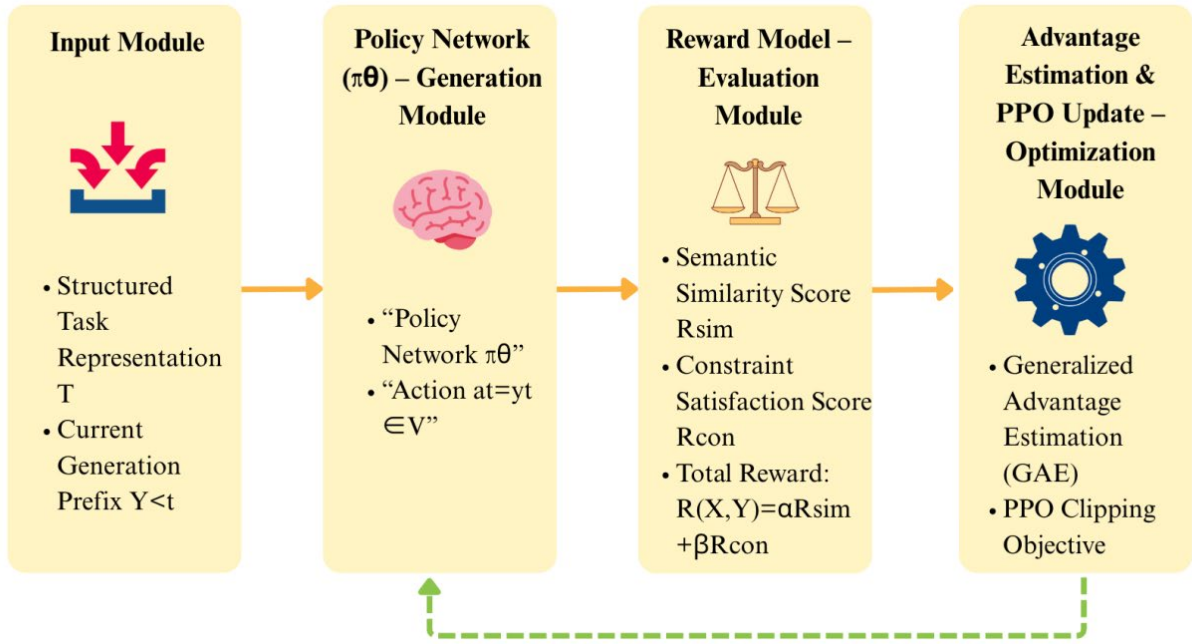 Input Module
• Structured
Task
Representation
T
• Current
Generation
Prefix Y<t
Policy Network
(πθ) – Generation
Module
• “Policy
Network πθ”
• “Action at=yt
∈V”
Reward Model –
Evaluation
Module
• Semantic
Similarity Score
Rsim
• Constraint
Satisfaction Score
Rcon
• Total Reward:
R(X,Y)=αRsim
+βRcon
Advantage
Estimation &
PPO Update –
Optimization
Module
• Generalized
Advantage
Estimation
(GAE)
• PPO Clipping
Objective